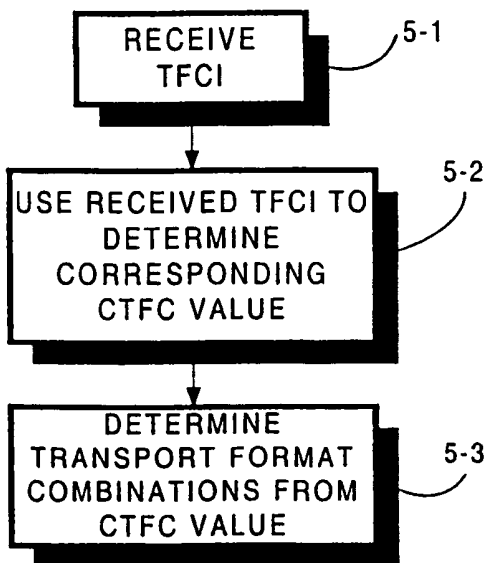 RECEIVE
TFCI
5-1
USE RECEIVED TFCI TO
DETERMINE
CORRESPONDING
CTFC VALUE
5-2
DETERMINE
TRANSPORT FORMAT
COMBINATIONS FROM
CTFC VALUE
5-3